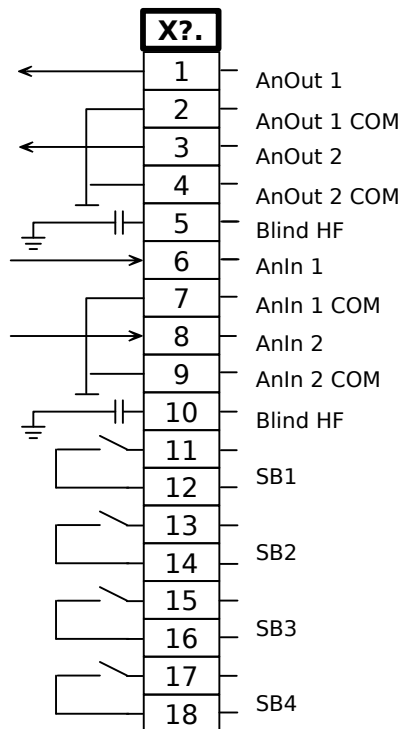 X?.
1 AnOut 1
2 AnOut 1 COM
3 AnOut 2
4 AnOut 2 COM
5 Blind HF
6 AnIn 1
7 AnIn 1 COM
8 AnIn 2
9 AnIn 2 COM
10 Blind HF
11
SB1
12
13
SB2
14
15
SB3
16
17
SB4
18